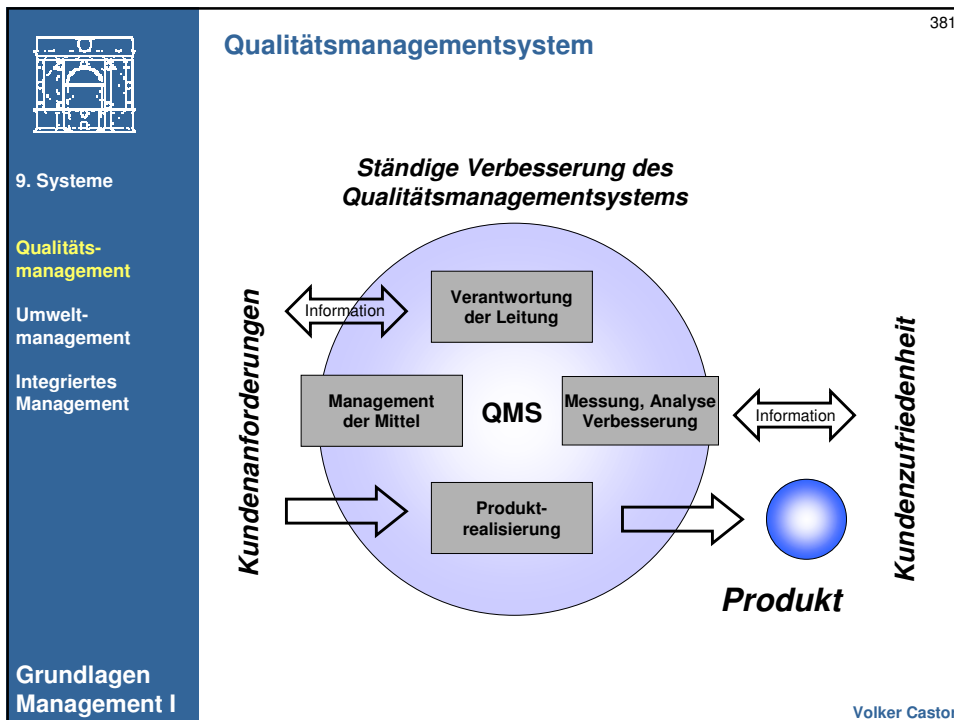 381
Qualitätsmanagementsystem
9. Systeme
Qualitäts-
management
Umwelt-
management
Integriertes
Management
Grundlagen
Management I
Ständige Verbesserung des
Qualitätsmanagementsystems
Kundenanforderungen
Information
Verantwortung
der Leitung
Management
der Mittel
QMS
Messung, Analyse
Verbesserung
Information
Produkt-
realisierung
Produkt
Kundenzufriedenheit
Volker Castor